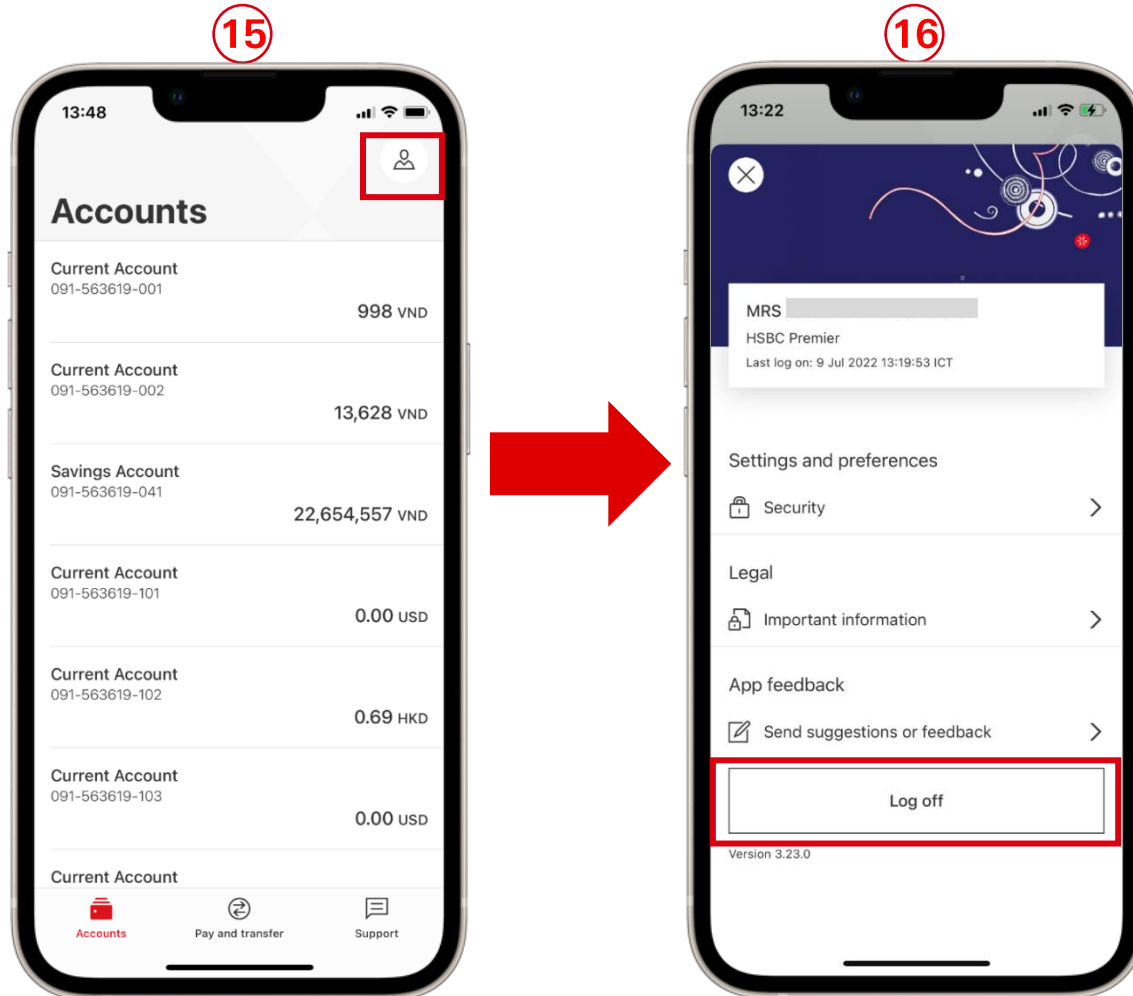 15
13:48
Accounts
Current Account
091-563619-001
998 VND
Current Account
091-563619-002
13,628 VND
Savings Account
091-563619-041
22,654,557 VND
Current Account
091-563619-101
0.00 USD
Current Account
091-563619-102
0.69 HKD
Current Account
091-563619-103
0.00 USD
Current Account
Accounts
Pay and transfer
Support
16
13:22
MRS
HSBC Premier
Last log on: 9 Jul 2022 13:19:53 ICT
Settings and preferences
Security
Legal
Important information
App feedback
Send suggestions or feedback
Log off
Version 3.23.0